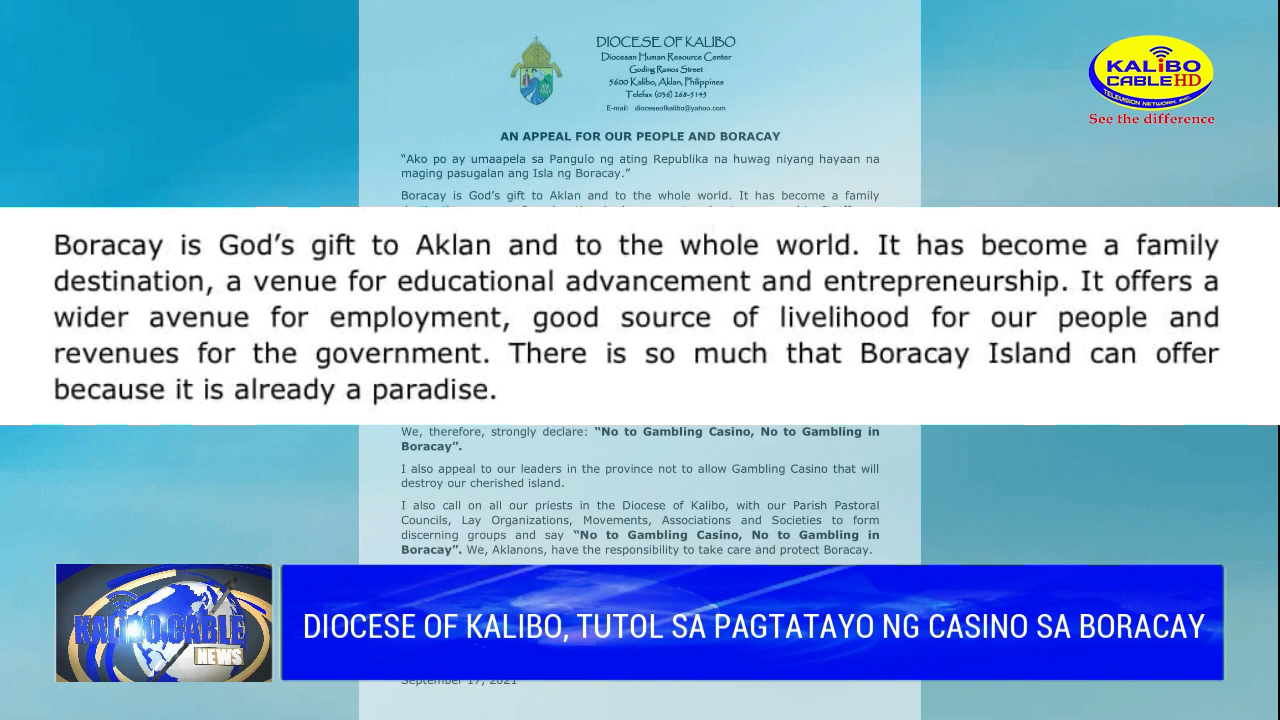 DIOCESE OF KALIBO
Diocesan Human Resource Center
Goding Ramos Street
5600 Kalibo, Aklan, Philippines
Telefax (036) 268-5143
E-mail: dioceseofkalibo@yahoo.com
KALiBO
CABLE HD
TELEVISION NETWORK, INC.
See the difference
AN APPEAL FOR OUR PEOPLE AND BORACAY
“Ako po ay umaapela sa Pangulo ng ating Republika na huwag niyang hayaan na
maging pasugalan ang Isla ng Boracay.”
Boracay is God’s gift to Aklan and to the whole world. It has become a family
Boracay is God’s gift to Aklan and to the whole world. It has become a family
destination, a venue for educational advancement and entrepreneurship. It offers a
wider avenue for employment, good source of livelihood for our people and
revenues for the government. There is so much that Boracay Island can offer
because it is already a paradise.
We, therefore, strongly declare: “No to Gambling Casino, No to Gambling in
Boracay”.
I also appeal to our leaders in the province not to allow Gambling Casino that will
destroy our cherished island.
I also call on all our priests in the Diocese of Kalibo, with our Parish Pastoral
Councils, Lay Organizations, Movements, Associations and Societies to form
discerning groups and say “No to Gambling Casino, No to Gambling in
Boracay”. We, Aklanons, have the responsibility to take care and protect Boracay.
KALIBO CABLE
NEWS
DIOCESE OF KALIBO, TUTOL SA PAGTATAYO NG CASINO SA BORACAY
September 17, 2021